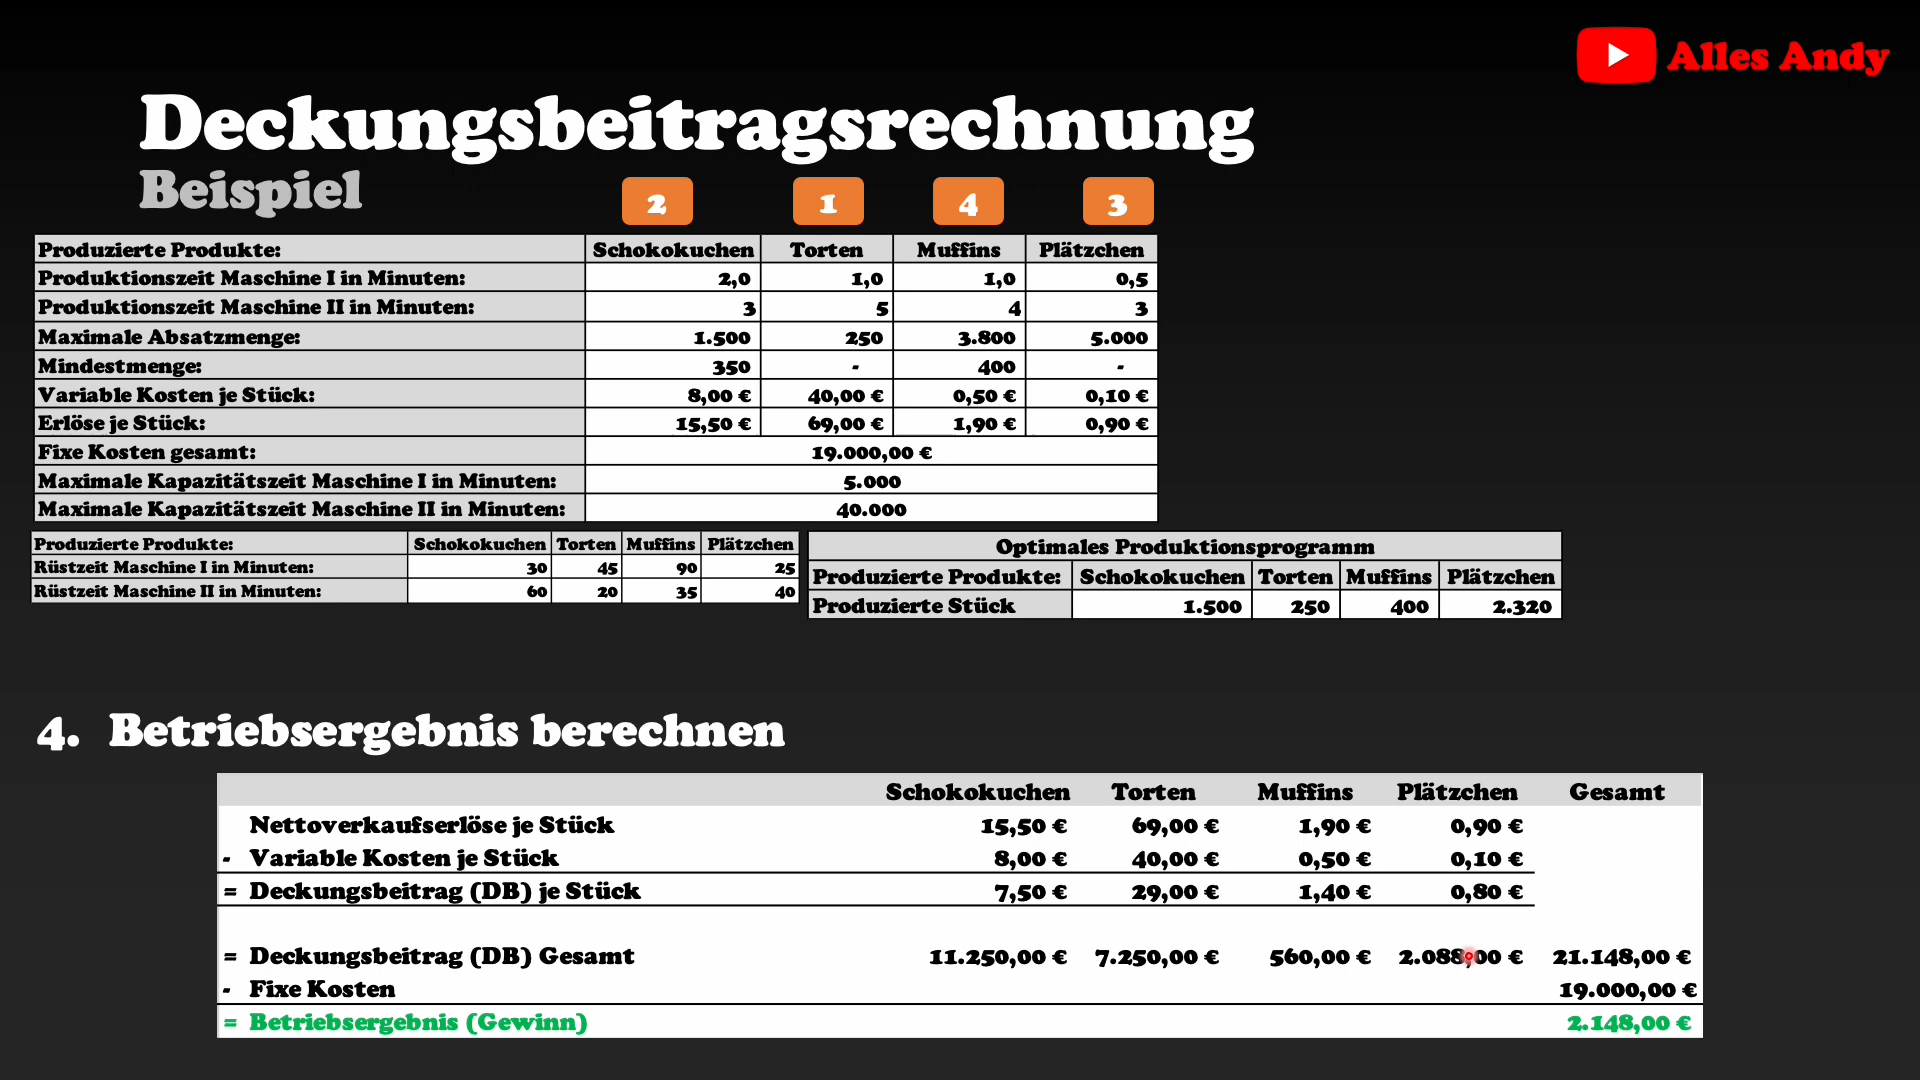 Alles Andy
Deckungsbeitragsrechnung
Beispiel
2 1 4 3
Produzierte Produkte: Schokokuchen Torten Muffins Plätzchen
Produktionszeit Maschine I in Minuten: 2,0 1,0 1,0 0,5
Produktionszeit Maschine II in Minuten: 3 5 4 3
Maximale Absatzmenge: 1.500 250 3.800 5.000
Mindestmenge: 350 - 400 -
Variable Kosten je Stück: 8,00 € 40,00 € 0,50 € 0,10 €
Erlöse je Stück: 15,50 € 69,00 € 1,90 € 0,90 €
Fixe Kosten gesamt: 19.000,00 €
Maximale Kapazitätszeit Maschine I in Minuten: 5.000
Maximale Kapazitätszeit Maschine II in Minuten: 40.000
Produzierte Produkte: Schokokuchen Torten Muffins Plätzchen
Rüstzeit Maschine I in Minuten: 30 45 90 25
Rüstzeit Maschine II in Minuten: 60 20 35 40
Optimales Produktionsprogramm
Produzierte Produkte: Schokokuchen Torten Muffins Plätzchen
Produzierte Stück 1.500 250 400 2.320
4. Betriebsergebnis berechnen
Schokokuchen Torten Muffins Plätzchen Gesamt
Nettoverkaufserlöse je Stück 15,50 € 69,00 € 1,90 € 0,90 €
- Variable Kosten je Stück 8,00 € 40,00 € 0,50 € 0,10 €
= Deckungsbeitrag (DB) je Stück 7,50 € 29,00 € 1,40 € 0,80 €
= Deckungsbeitrag (DB) Gesamt 11.250,00 € 7.250,00 € 560,00 € 2.088,00 € 21.148,00 €
- Fixe Kosten 19.000,00 €
= Betriebsergebnis (Gewinn) 2.148,00 €